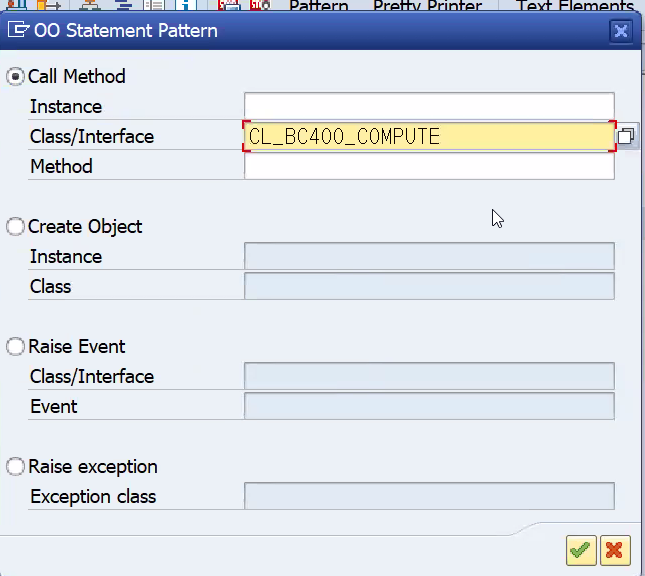 Pattern Pretty Printer Text Elements
OO Statement Pattern
Call Method
Instance
Class/Interface CL_BC400_COMPUTE
Method
Create Object
Instance
Class
Raise Event
Class/Interface
Event
Raise exception
Exception class